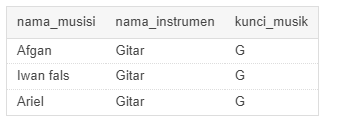 nama_musisi nama_instrumen kunci_musik
Afgan Gitar G
Iwan fals Gitar G
Ariel Gitar G